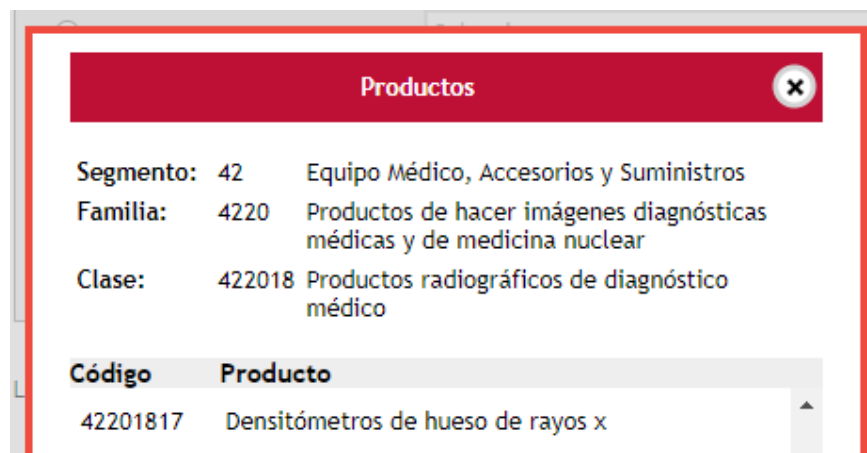 Productos
Segmento: 42 Equipo Médico, Accesorios y Suministros
Familia: 4220 Productos de hacer imágenes diagnósticas
médicas y de medicina nuclear
Clase: 422018 Productos radiográficos de diagnóstico
médico
Código Producto
42201817 Densitómetros de hueso de rayos x